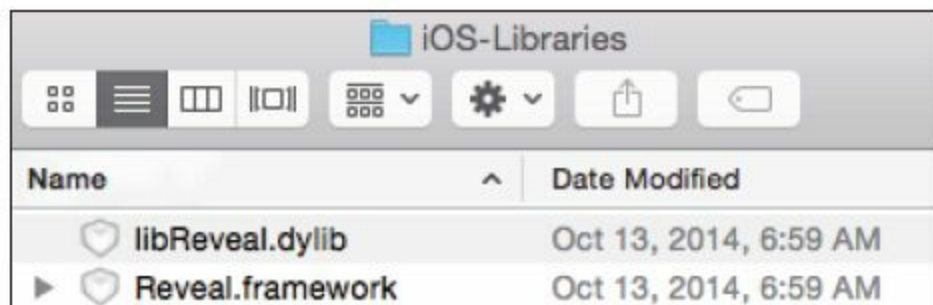 iOS-Libraries
Name Date Modified
libReveal.dylib Oct 13, 2014, 6:59 AM
Reveal.framework Oct 13, 2014, 6:59 AM